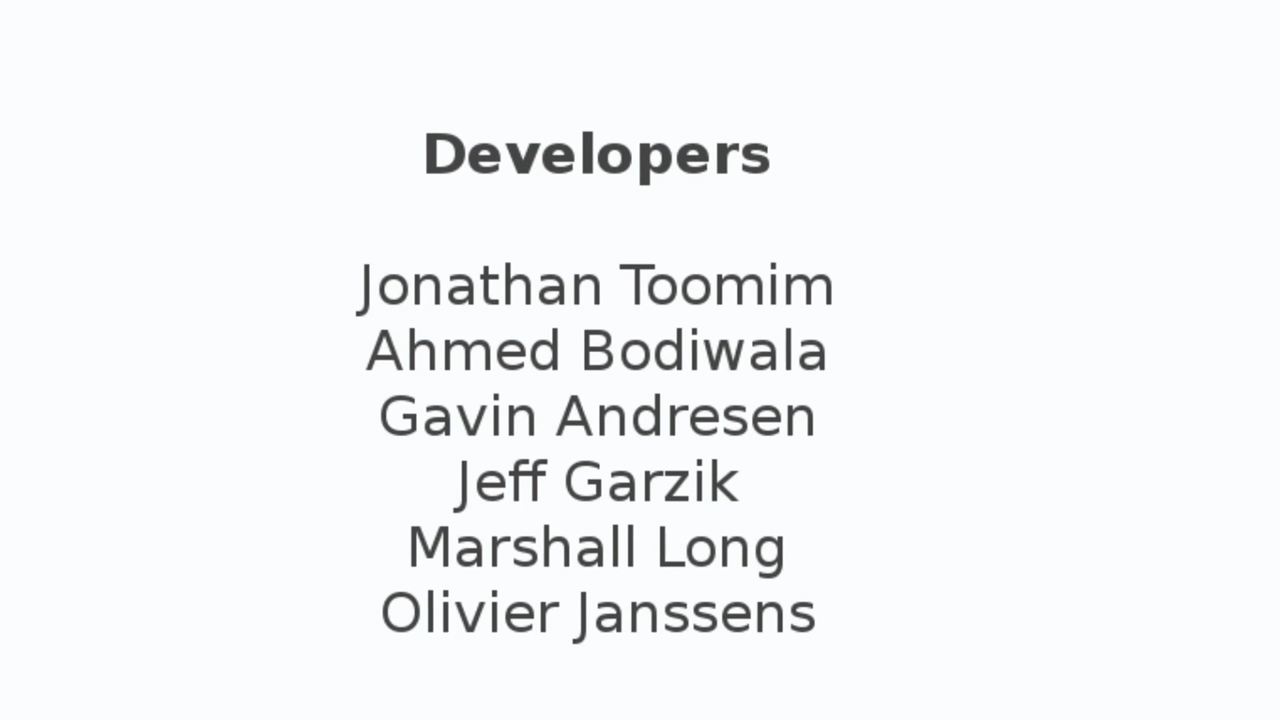 Developers
Jonathan Toomim
Ahmed Bodiwala
Gavin Andresen
Jeff Garzik
Marshall Long
Olivier Janssens